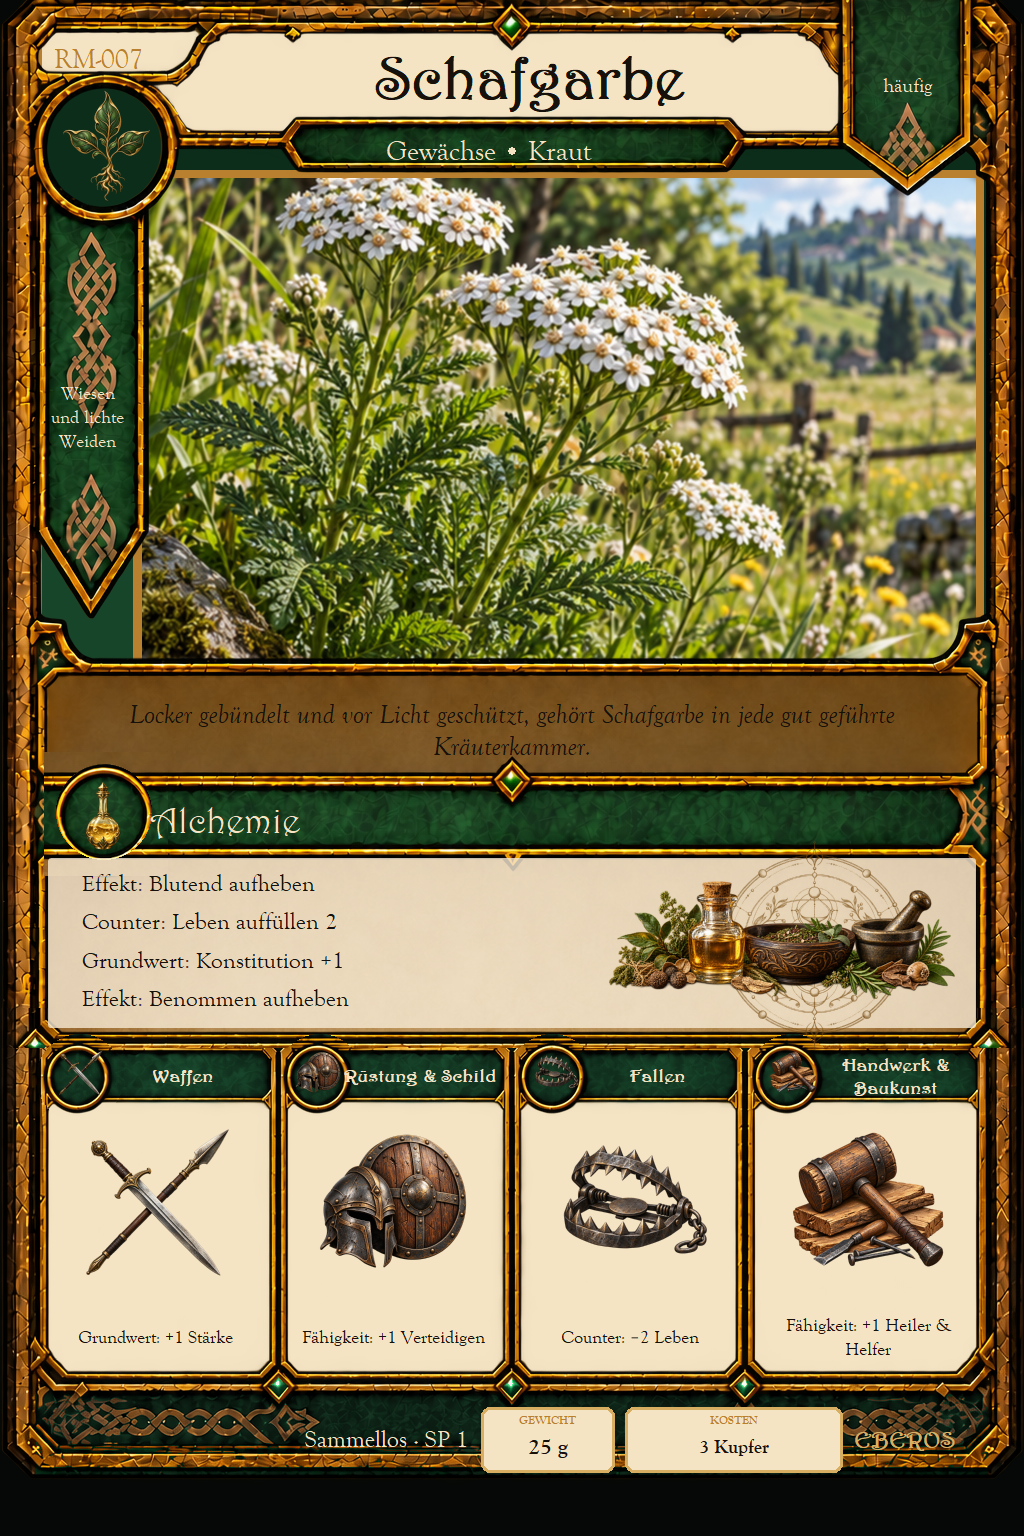 RM-007
Schafgarbe
häufig
Gewächse • Kraut
Wiesen
und lichte
Weiden
Locker gebündelt und vor Licht geschützt, gehört Schafgarbe in jede gut geführte
Kräuterkammer.
Alchemie
Effekt: Blutend aufheben
Counter: Leben auffüllen 2
Grundwert: Konstitution +1
Effekt: Benommen aufheben
Waffen
Rüstung & Schild
Fallen
Handwerk &
Baukunst
Grundwert: +1 Stärke
Fähigkeit: +1 Verteidigen
Counter: −2 Leben
Fähigkeit: +1 Heiler &
Helfer
Sammellos · SP 1
GEWICHT
25 g
KOSTEN
3 Kupfer
EBEROS